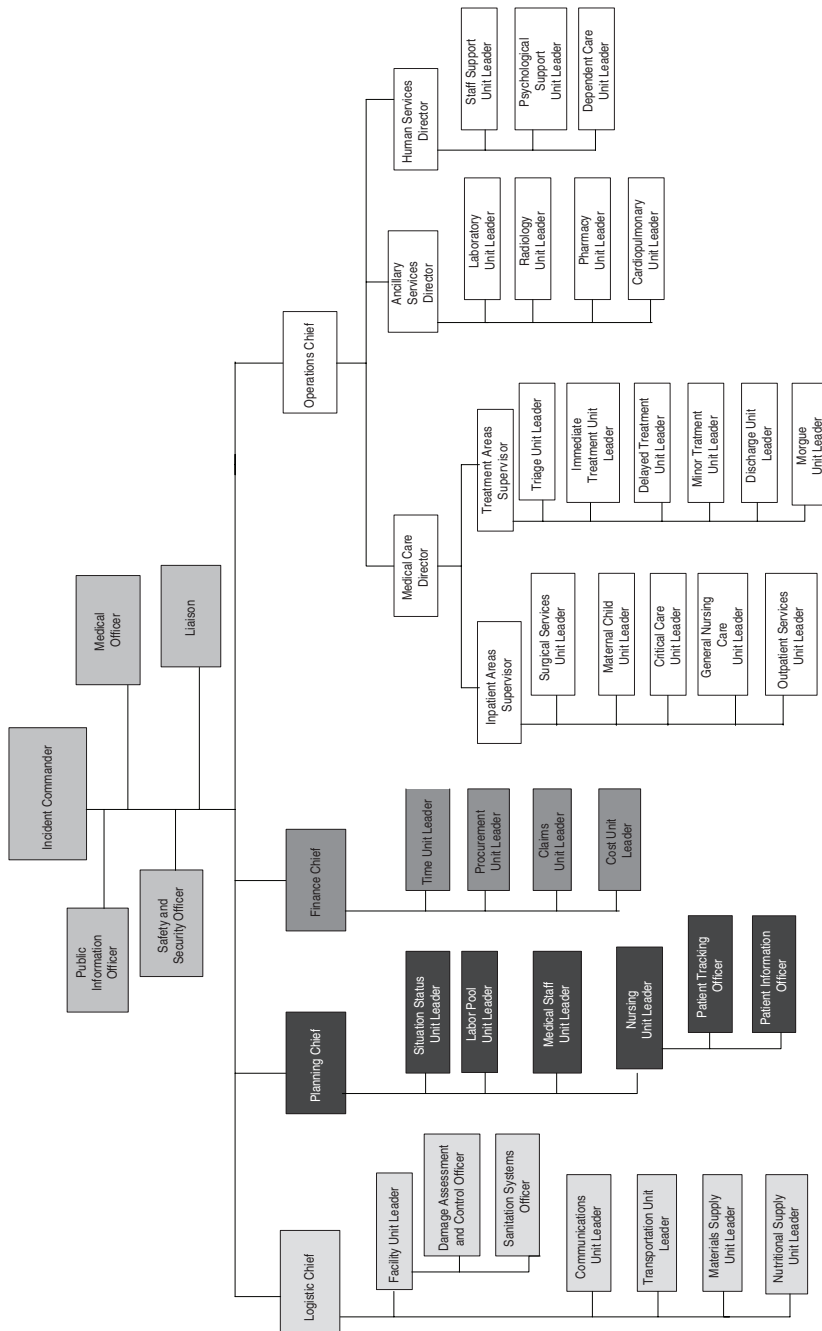 Incident Commander
Public
Information
Officer
Medical
Officer
Safety and
Security Officer
Liaison
Logistic Chief
Facility Unit Leader
Damage Assessment
and Control Officer
Sanitation Systems
Officer
Communications
Unit Leader
Transportation Unit
Leader
Materials Supply
Unit Leader
Nutritional Supply
Unit Leader
Planning Chief
Situation Status
Unit Leader
Labor Pool
Unit Leader
Medical Staff
Unit Leader
Nursing
Unit Leader
Patient Tracking
Officer
Patient Information
Officer
Finance Chief
Time Unit Leader
Procurement
Unit Leader
Claims
Unit Leader
Cost Unit
Leader
Operations Chief
Medical Care
Director
Inpatient Areas
Supervisor
Surgical Services
Unit Leader
Maternal Child
Unit Leader
Critical Care
Unit Leader
General Nursing
Care
Unit Leader
Outpatient Services
Unit Leader
Treatment Areas
Supervisor
Triage Unit Leader
Immediate
Treatment Unit
Leader
Delayed Treatment
Unit Leader
Minor Tratment
Unit Leader
Discharge Unit
Leader
Morgue
Unit Leader
Ancillary
Services
Director
Laboratory
Unit Leader
Radiology
Unit Leader
Pharmacy
Unit Leader
Cardiopulmonary
Unit Leader
Human Services
Director
Staff Support
Unit Leader
Psychological
Support
Unit Leader
Dependent Care
Unit Leader